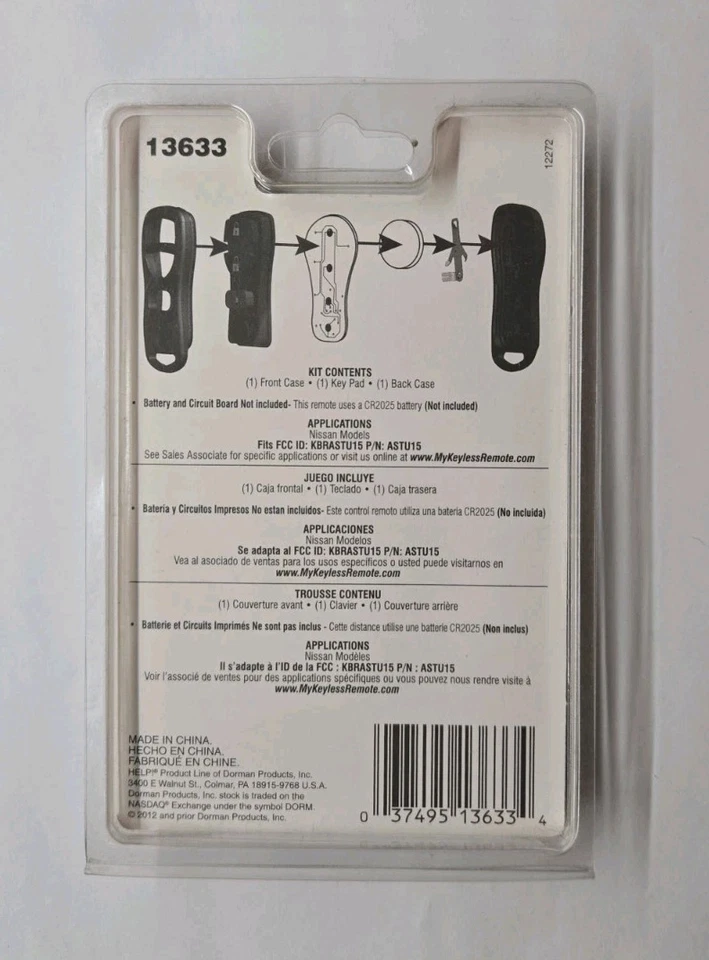 13633
12272
KIT CONTENTS
(1) Front Case • (1) Key Pad • (1) Back Case
• Battery and Circuit Board Not included- This remote uses a CR2025 battery (Not included)
APPLICATIONS
Nissan Models
Fits FCC ID: KBRASTU15 P/N: ASTU15
See Sales Associate for specific applications or visit us online at www.MyKeylessRemote.com
JUEGO INCLUYE
(1) Caja frontal • (1) Teclado • (1) Caja trasera
• Bateria y Circuitos Impresos No estan incluidos- Este control remoto utiliza una bateria CR2025 (No incluida)
APPLICACIONES
Nissan Modelos
Se adapta al FCC ID: KBRASTU15 P/N: ASTU15
Vea al asociado de ventas para los usos específicos o usted puede visitarnos en
www.MyKeylessRemote.com
TROUSSE CONTENU
(1) Couverture avant • (1) Clavier • (1) Couverture arrière
• Batterie et Circuits Imprimés Ne sont pas inclus - Cette distance utilise une batterie CR2025 (Non inclus)
APPLICATIONS
Nissan Modèles
Il s'adapte à l'ID de la FCC : KBRASTU15 P/N : ASTU15
Voir l'associé de ventes pour des applications spécifiques ou vous pouvez nous rendre visite à
www.MyKeylessRemote.com
MADE IN CHINA.
HECHO EN CHINA.
FABRIQUÉ EN CHINE.
HELP!® Product Line of Dorman Products, Inc.
3400 E Walnut St., Colmar, PA 18915-9768 U.S.A.
Dorman Products, Inc. stock is traded on the
NASDAQ® Exchange under the symbol DORM.
© 2012 and prior Dorman Products, Inc.
0 37495 13633 4